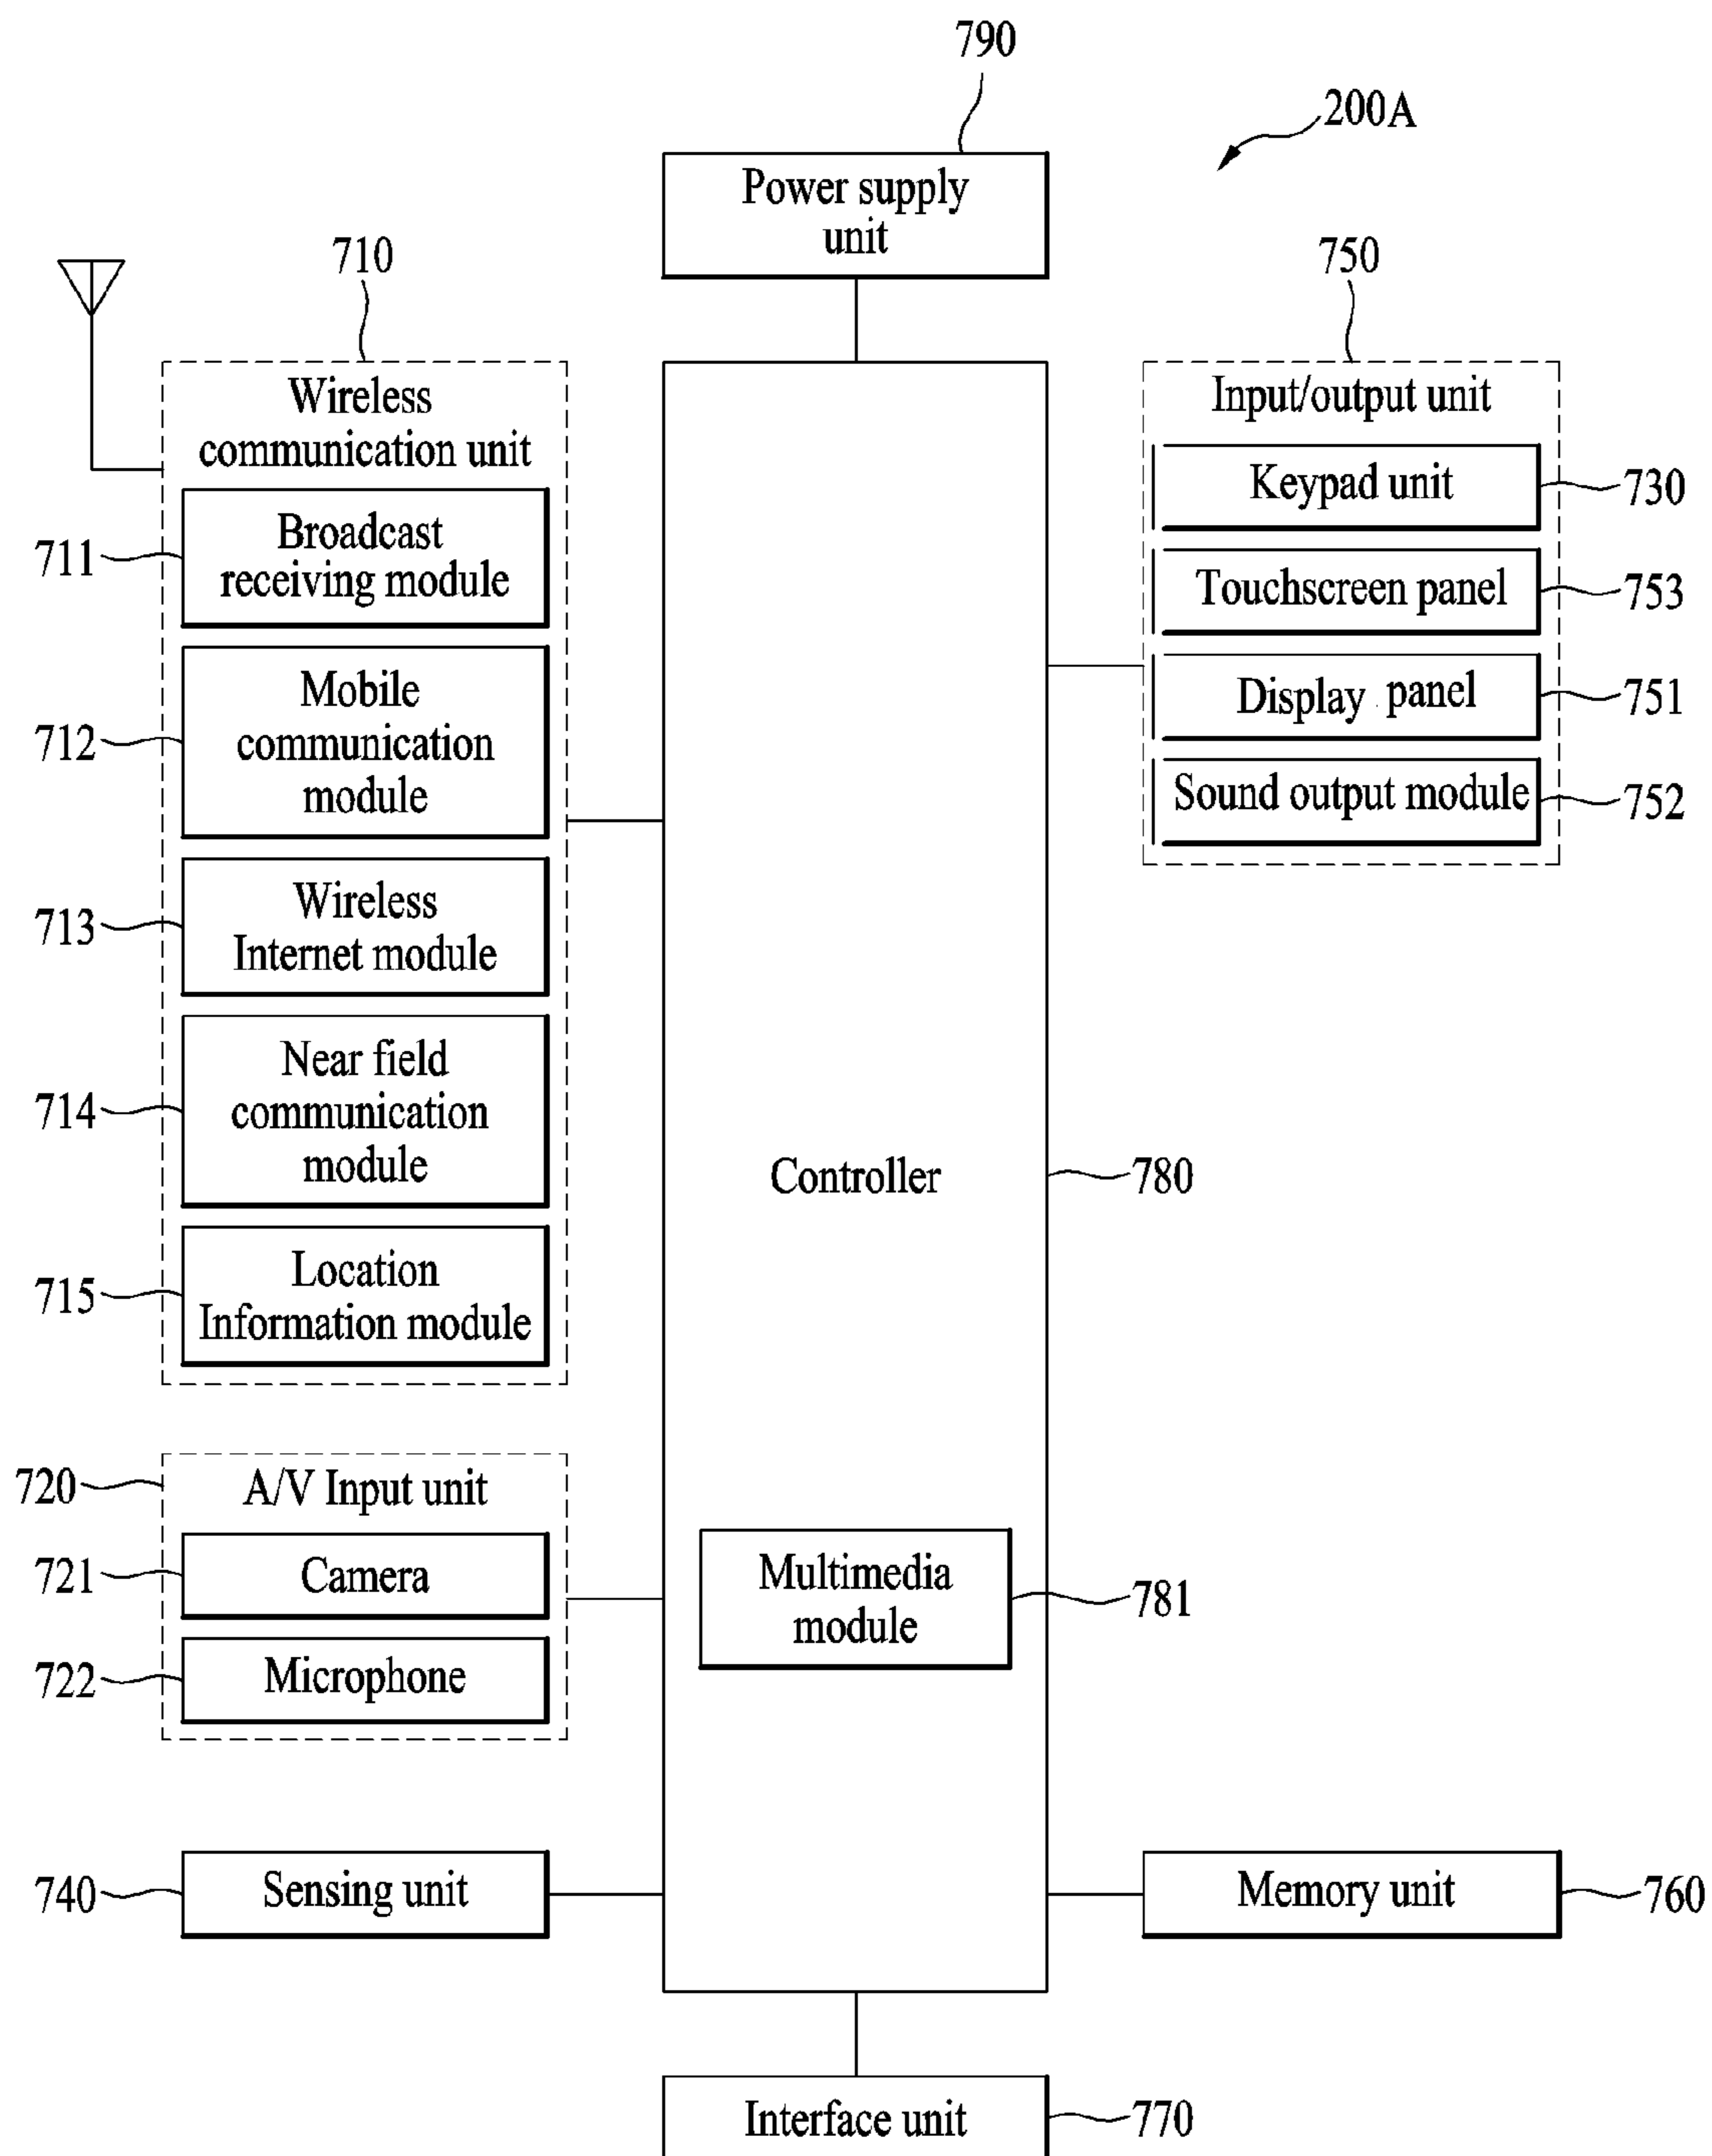 790
200A
Power supply
unit
710
750
Wireless
communication unit
Input/output unit
Keypad unit
730
711
Broadcast
receiving module
Touchscreen panel
753
712
Mobile
communication
module
Display panel
751
Sound output module
752
713
Wireless
Internet module
714
Near field
communication
module
Controller
780
715
Location
Information module
720
A/V Input unit
721
Camera
Multimedia
module
781
722
Microphone
740
Sensing unit
Memory unit
760
Interface unit
770